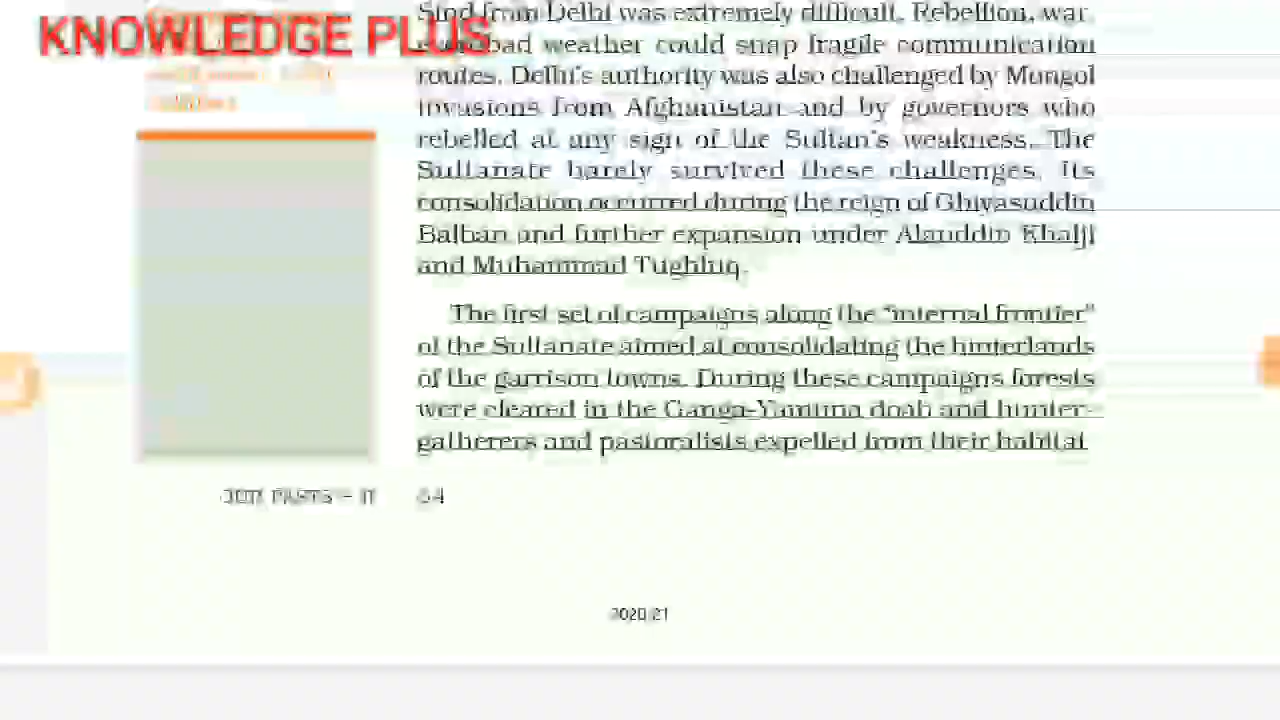 KNOWLEDGE PLUS
Sind from Delhi was extremely difficult. Rebellion, war,
even bad weather could snap fragile communication
routes. Delhi's authority was also challenged by Mongol
invasions from Afghanistan and by governors who
rebelled at any sign of the Sultan's weakness. The
Sultanate barely survived these challenges. Its
consolidation occurred during the reign of Ghiyasuddin
Balban and further expansion under Alauddin Khalji
and Muhammad Tughluq.
The first set of campaigns along the "internal frontier"
of the Sultanate aimed at consolidating the hinterlands
of the garrison towns. During these campaigns forests
were cleared in the Ganga-Yamuna doab and hunter-
gatherers and pastoralists expelled from their habitat.
OUR PASTS – II 34
2020-21